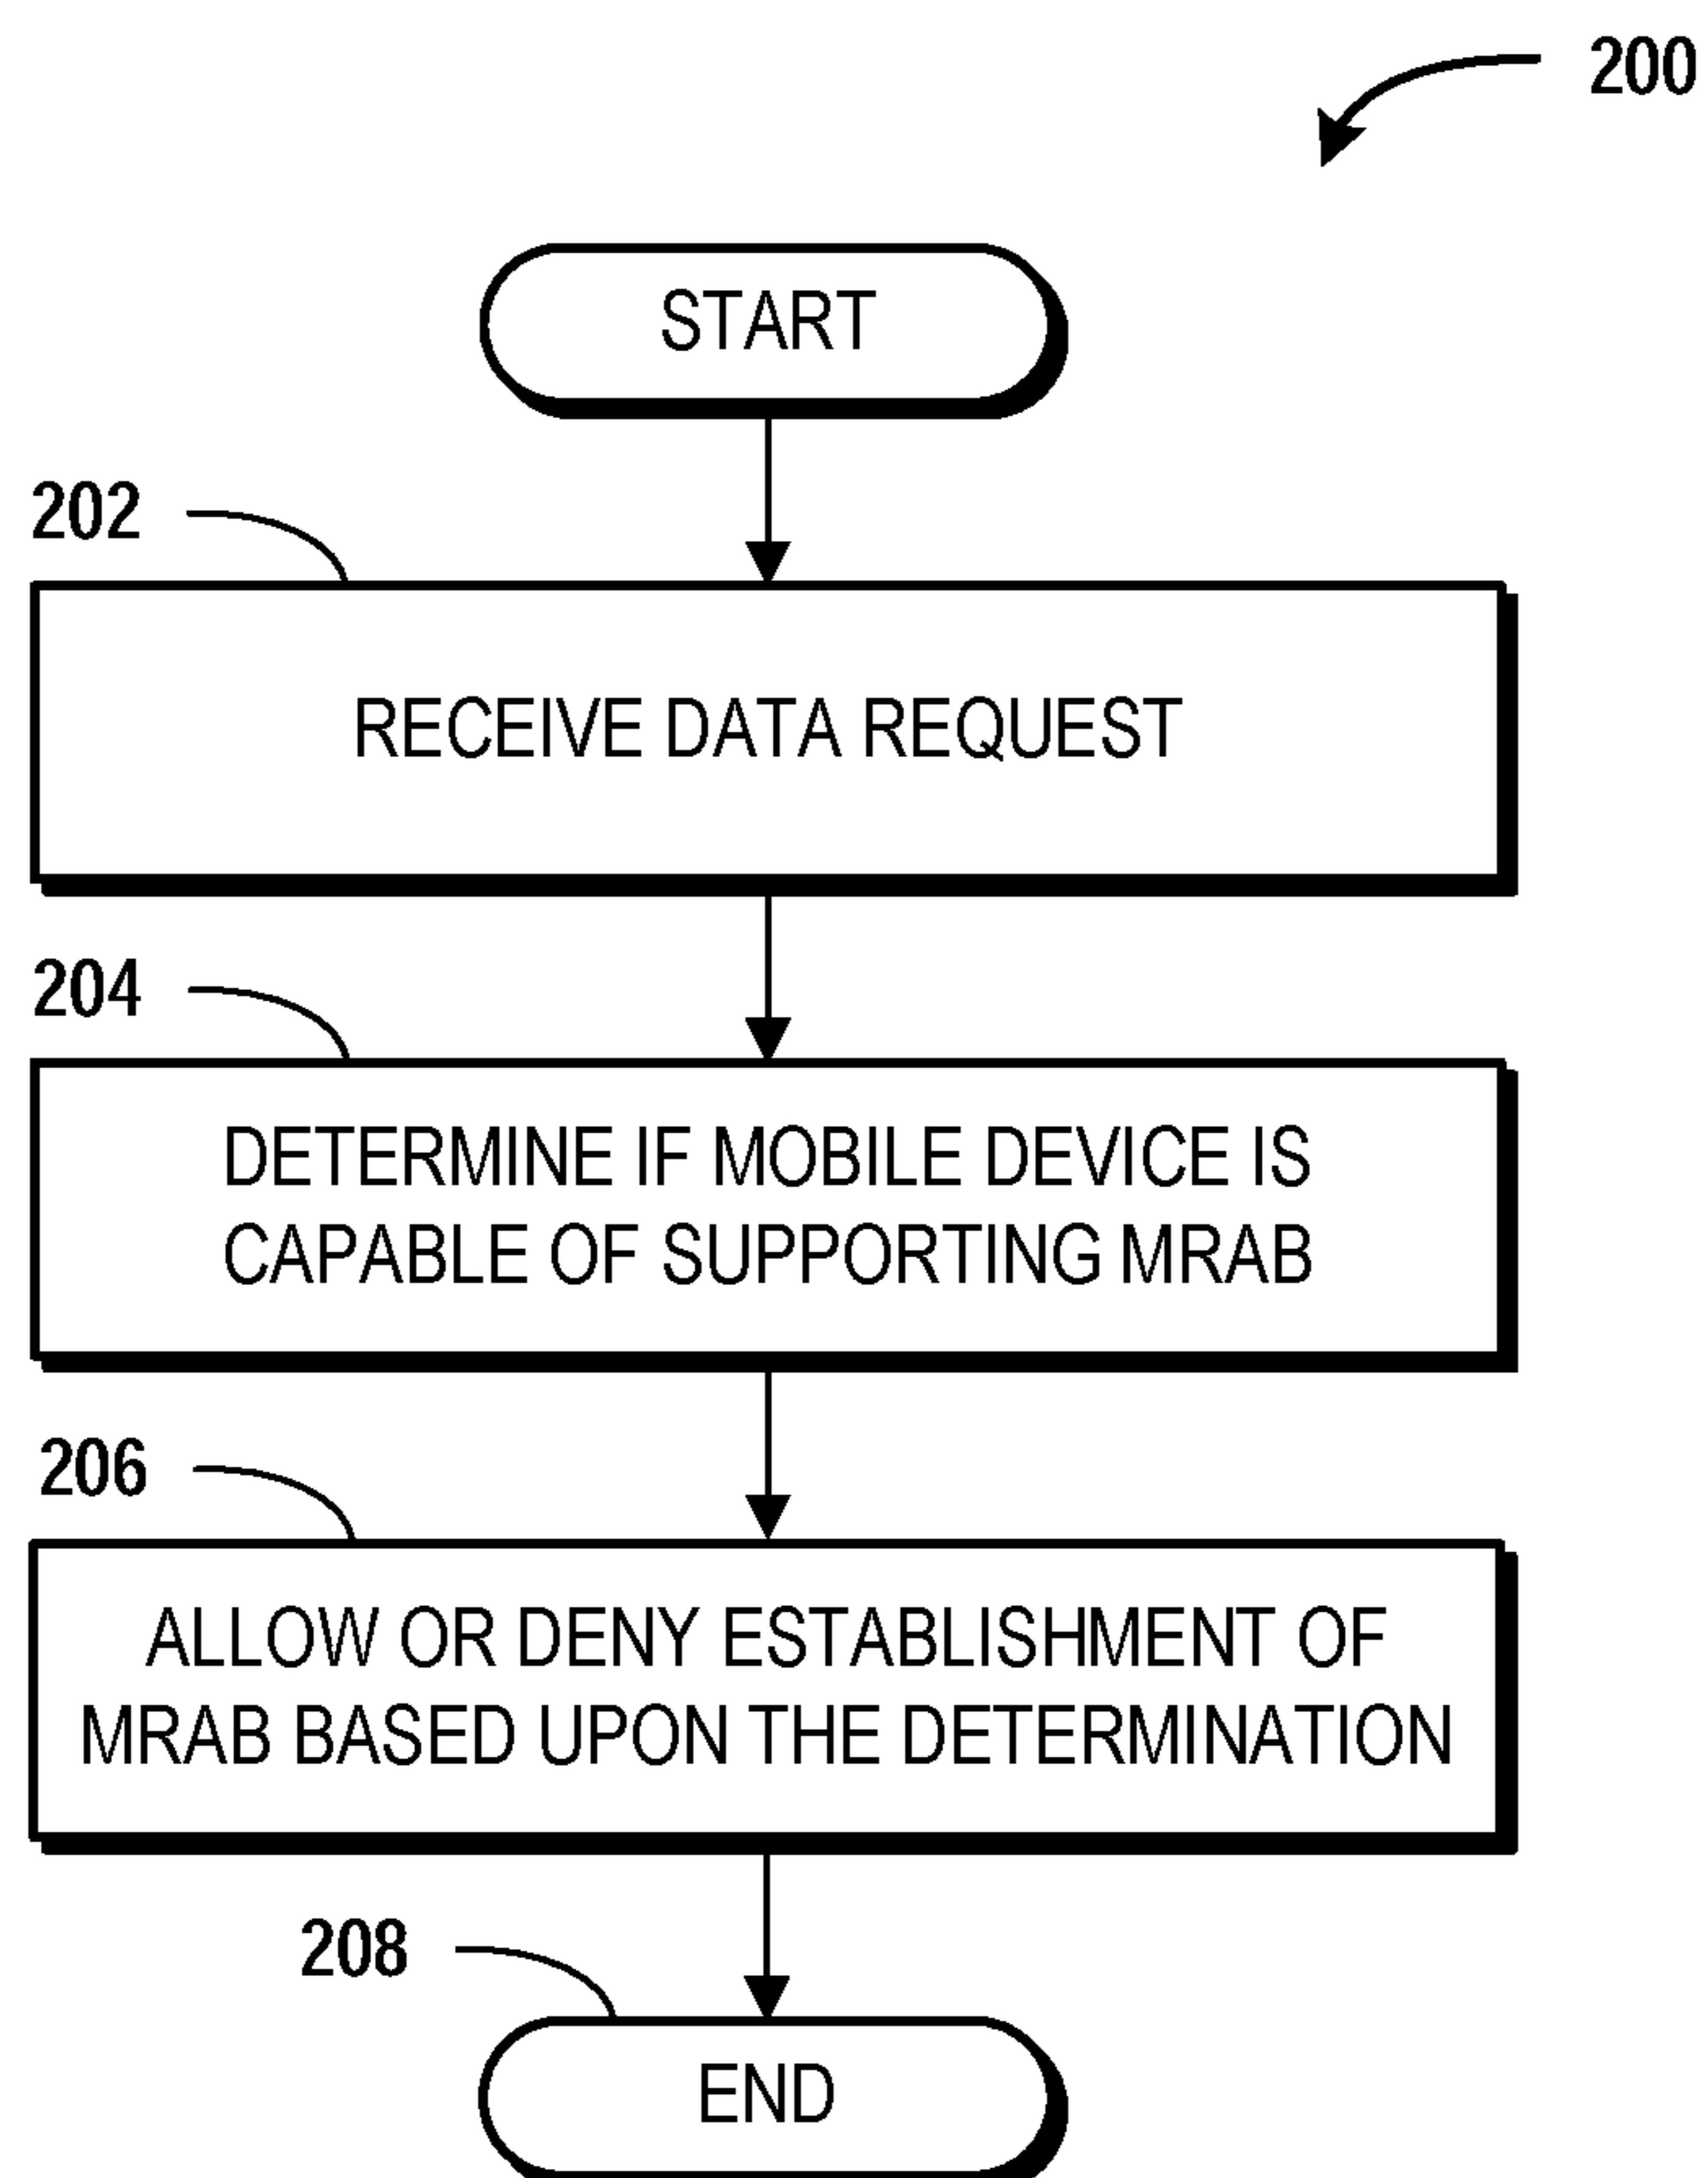 200
START
202
RECEIVE DATA REQUEST
204
DETERMINE IF MOBILE DEVICE IS
CAPABLE OF SUPPORTING MRAB
206
ALLOW OR DENY ESTABLISHMENT OF
MRAB BASED UPON THE DETERMINATION
208
END